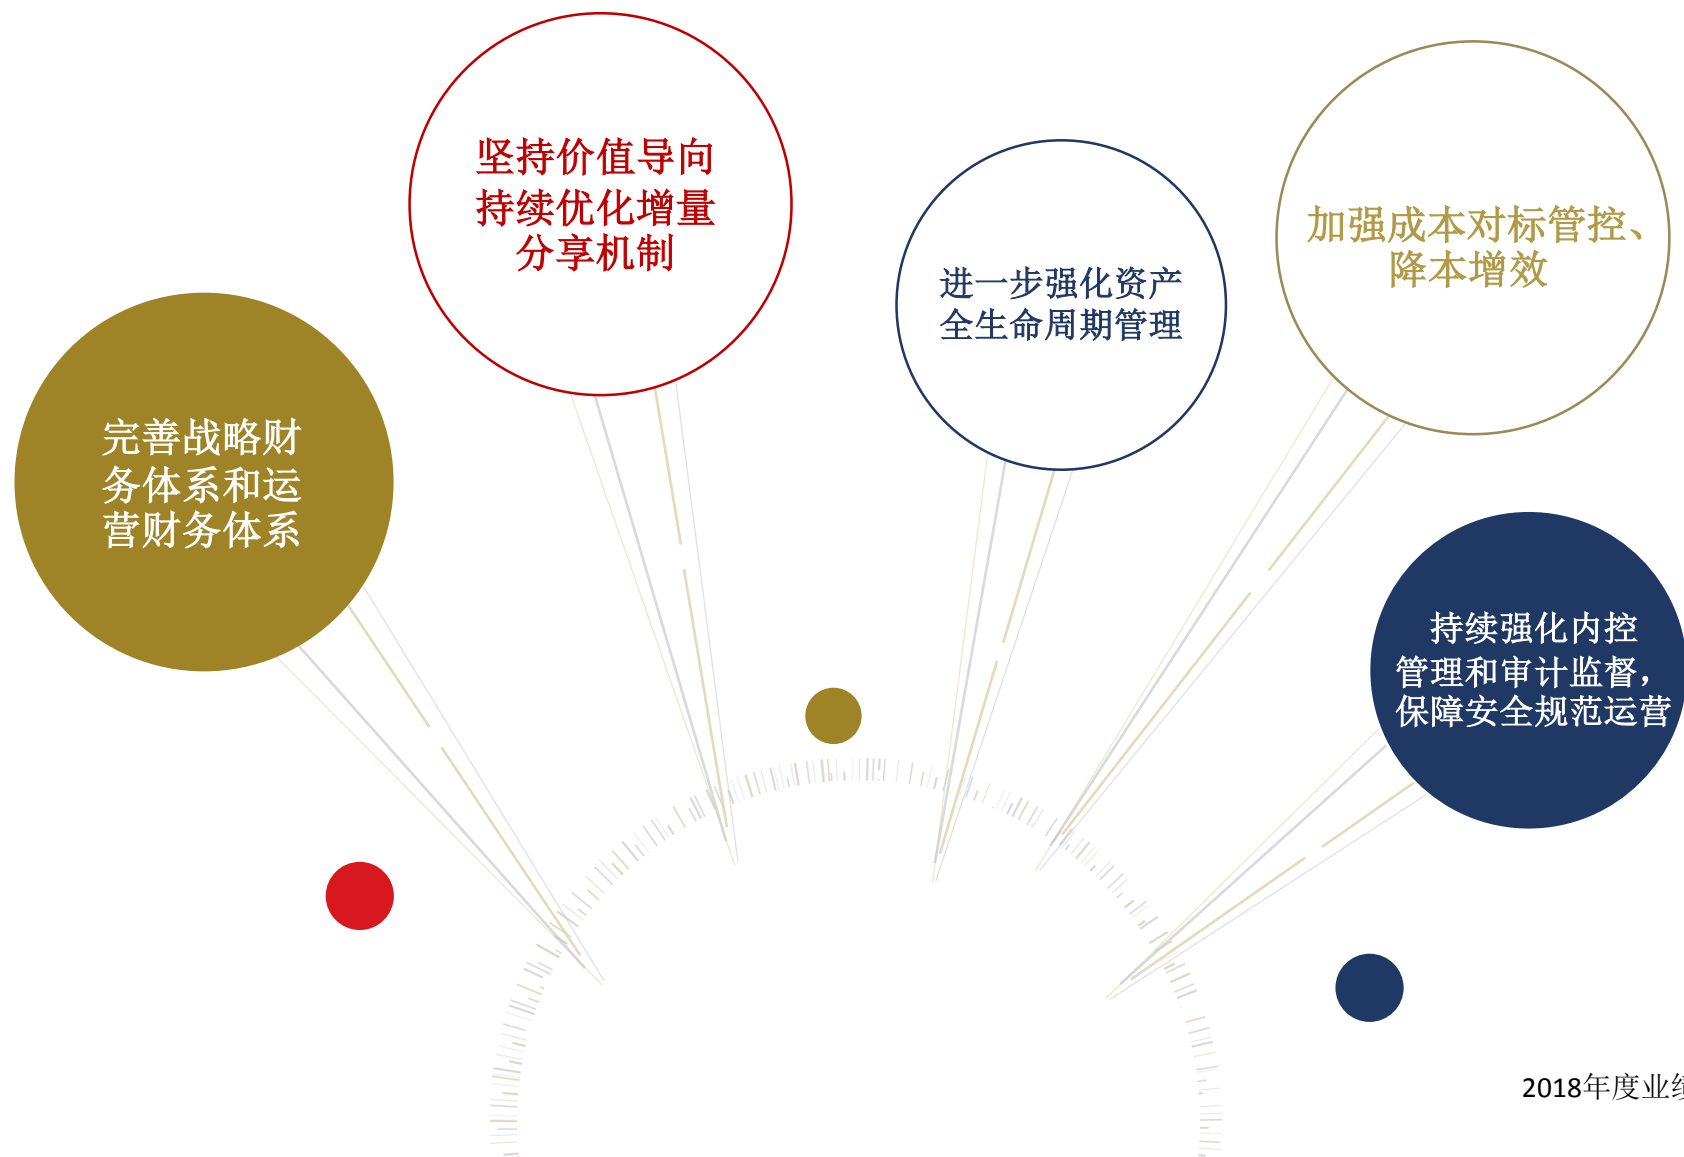 坚持价值导向
持续优化增量
分享机制
进一步强化资产
全生命周期管理
加强成本对标管控、
降本增效
完善战略财
务体系和运
营财务体系
持续强化内控
管理和审计监督，
保障安全规范运营
2018年度业绩